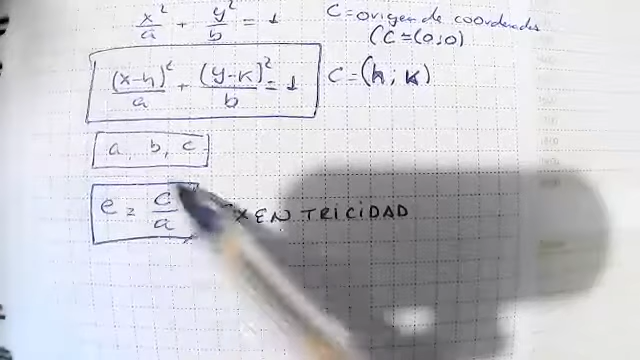 x²/a + y²/b = 1
C = origen de coordenadas
(C = (0;0)
(x-h)²/a + (y-k)²/b = 1
C = (h; k)
a, b, c.
e = c/a
EXENTRICIDAD